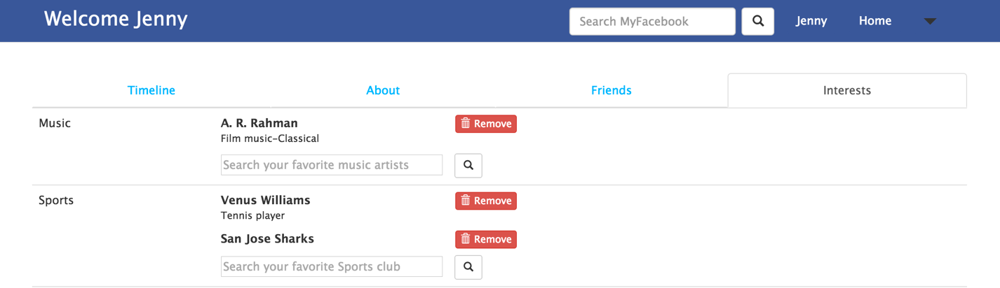 Welcome Jenny
Search MyFacebook
Jenny
Home
Timeline
About
Friends
Interests
Music
A. R. Rahman
Remove
Film music-Classical
Search your favorite music artists
Sports
Venus Williams
Remove
Tennis player
San Jose Sharks
Remove
Search your favorite Sports club